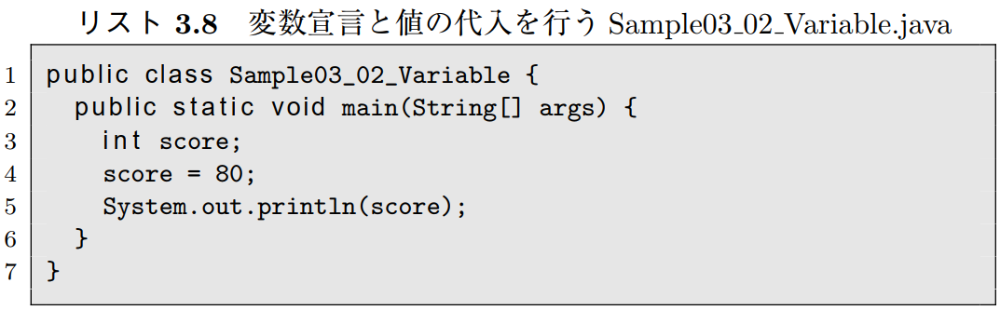 リスト 3.8　変数宣言と値の代入を行う Sample03_02_Variable.java
1 public class Sample03_02_Variable {
2   public static void main(String[] args) {
3     int score;
4     score = 80;
5     System.out.println(score);
6   }
7 }